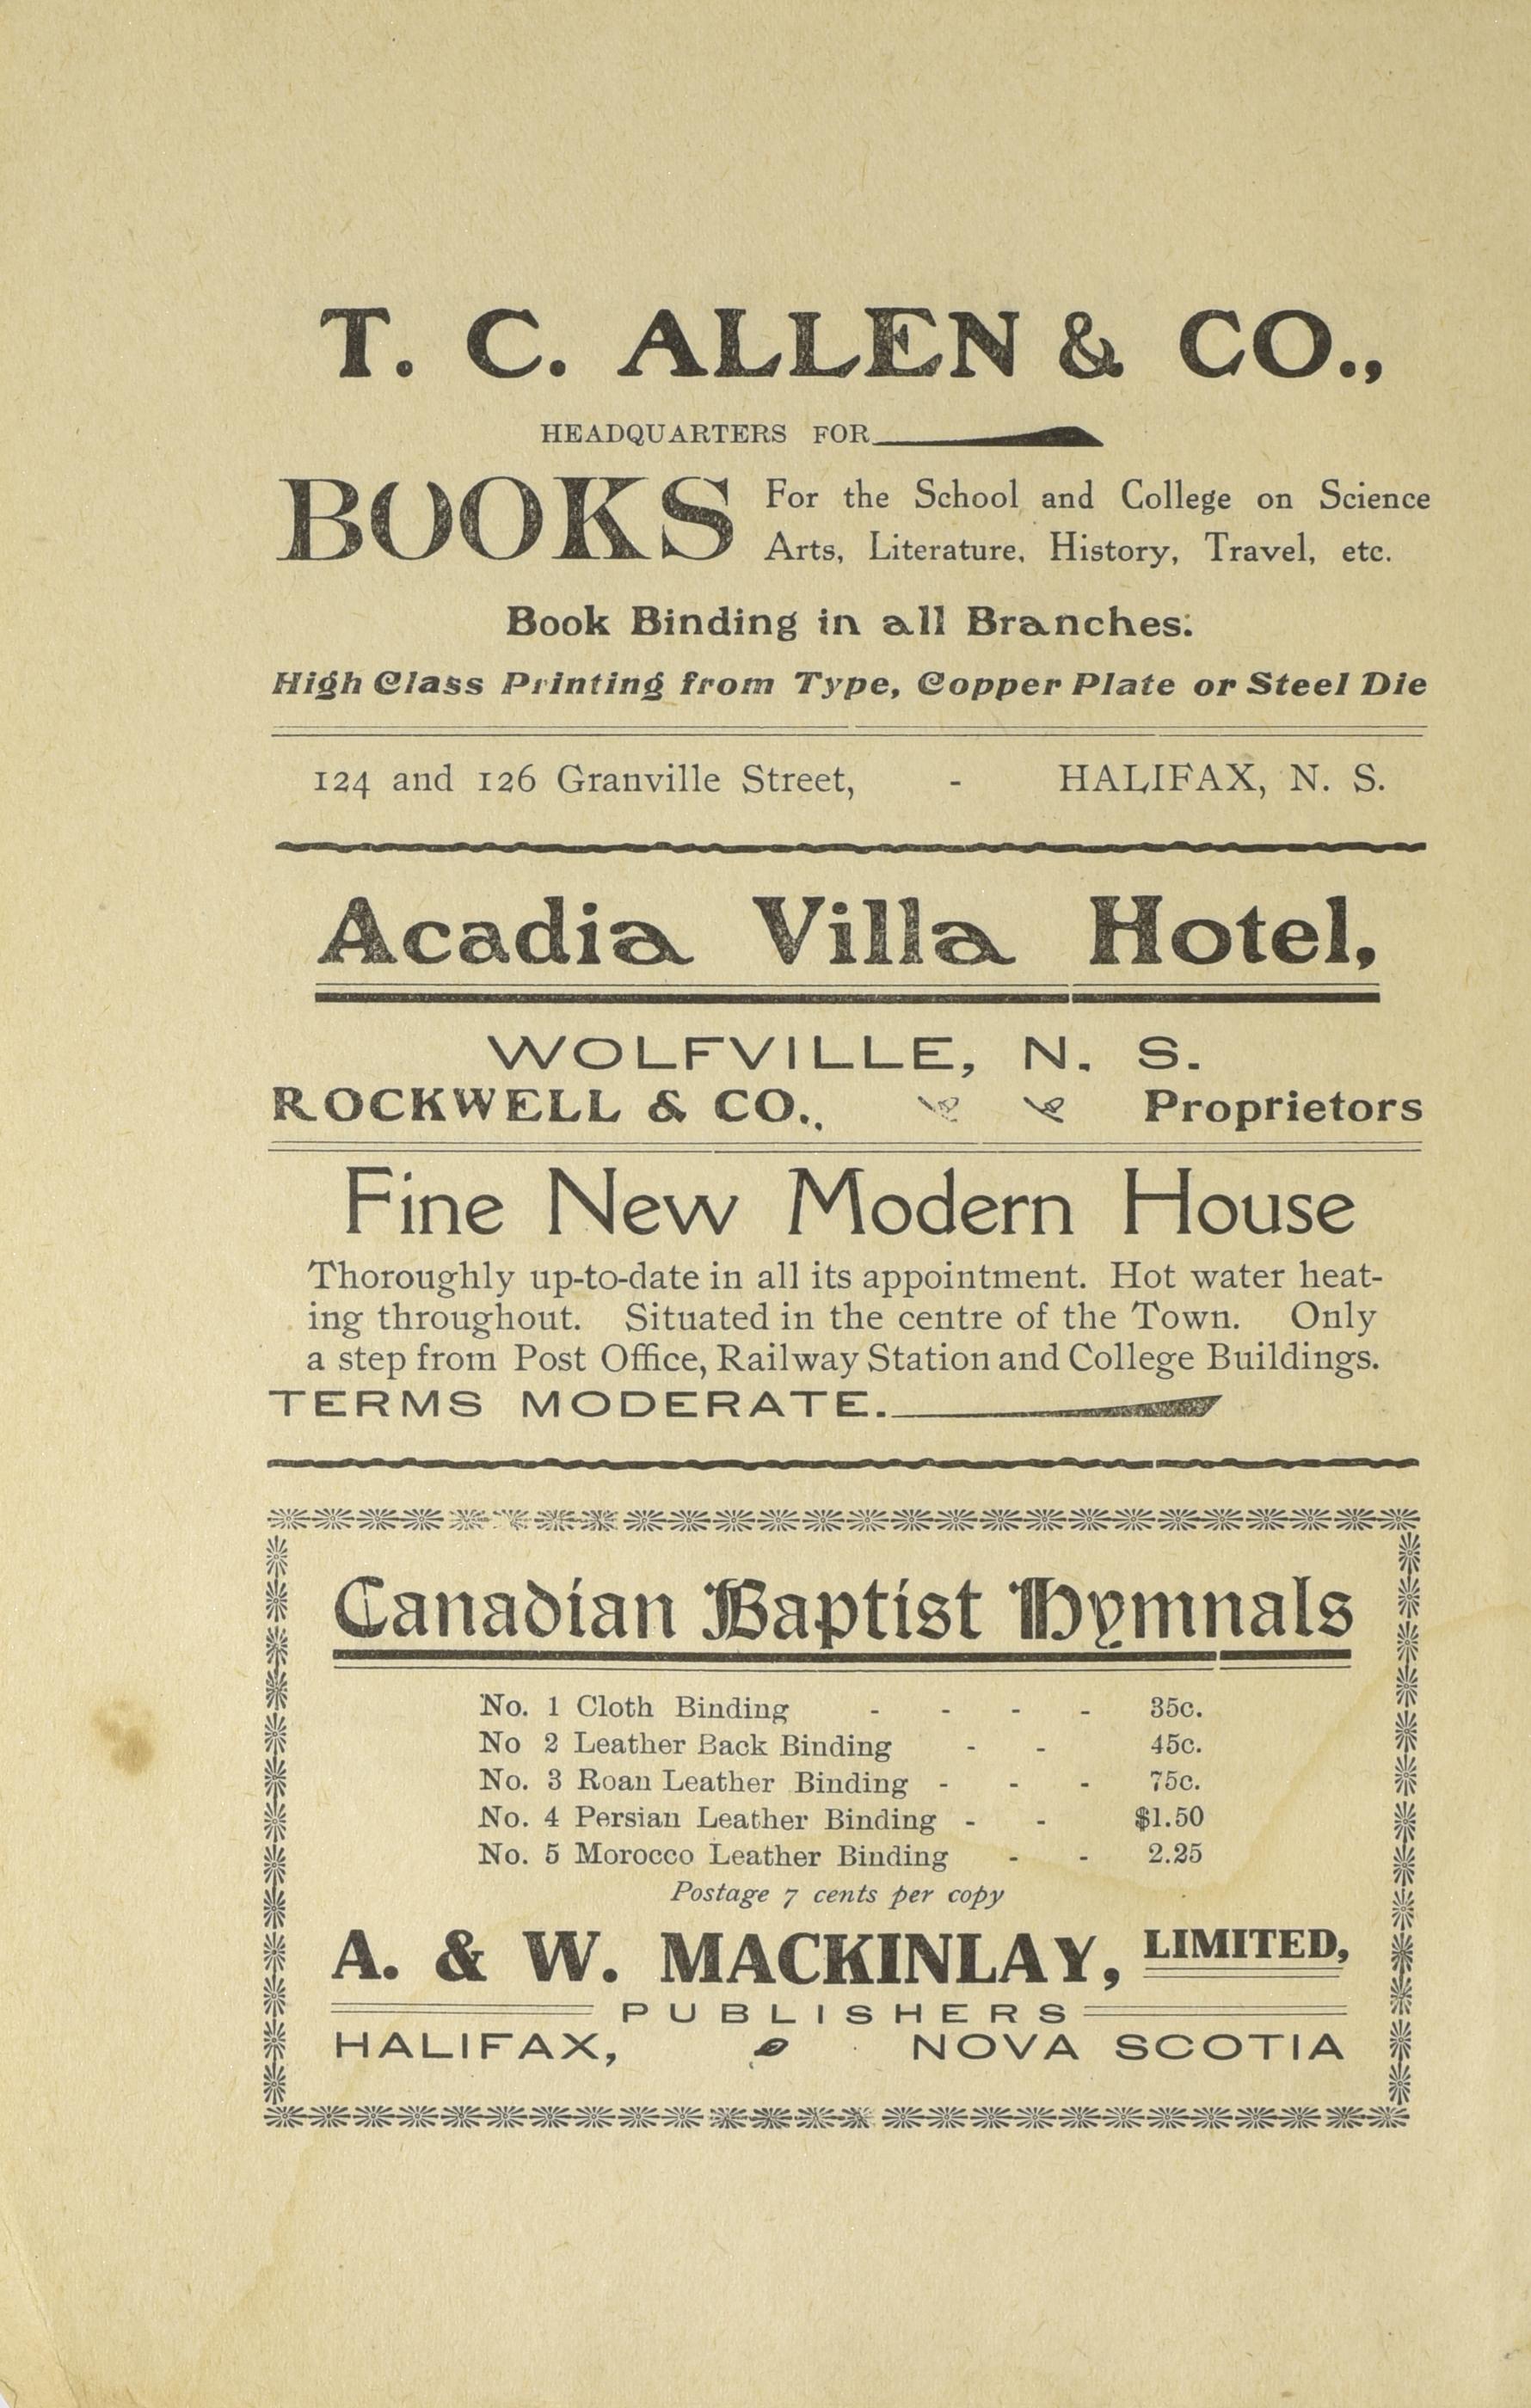 T. C. ALLEN & CO.,
HEADQUARTERS FOR
BOOKS For the School and College on Science
Arts, Literature, History, Travel, etc.
Book Binding in all Branches.
High Class Printing from Type, Copper Plate or Steel Die
124 and 126 Granville Street, - HALIFAX, N. S.
Acadia Villa Hotel,
WOLFVILLE, N. S.
ROCKWELL & CO., Proprietors
Fine New Modern House
Thoroughly up-to-date in all its appointment. Hot water heat-
ing throughout. Situated in the centre of the Town. Only
a step from Post Office, Railway Station and College Buildings.
TERMS MODERATE.
Canadian Baptist Hymnals
No. 1 Cloth Binding - - - - 35c.
No 2 Leather Back Binding - - 45c.
No. 3 Roan Leather Binding - - - 75c.
No. 4 Persian Leather Binding - - $1.50
No. 5 Morocco Leather Binding - - 2.25
Postage 7 cents per copy
A. & W. MACKINLAY, LIMITED,
PUBLISHERS
HALIFAX, NOVA SCOTIA